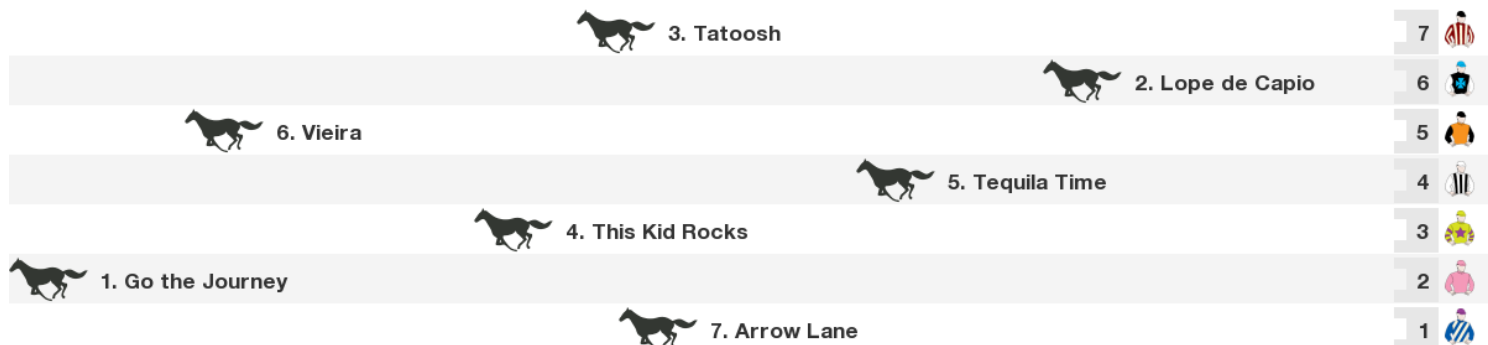 3. Tatoosh 7
2. Lope de Capio 6
6. Vieira 5
5. Tequila Time 4
4. This Kid Rocks 3
1. Go the Journey 2
7. Arrow Lane 1